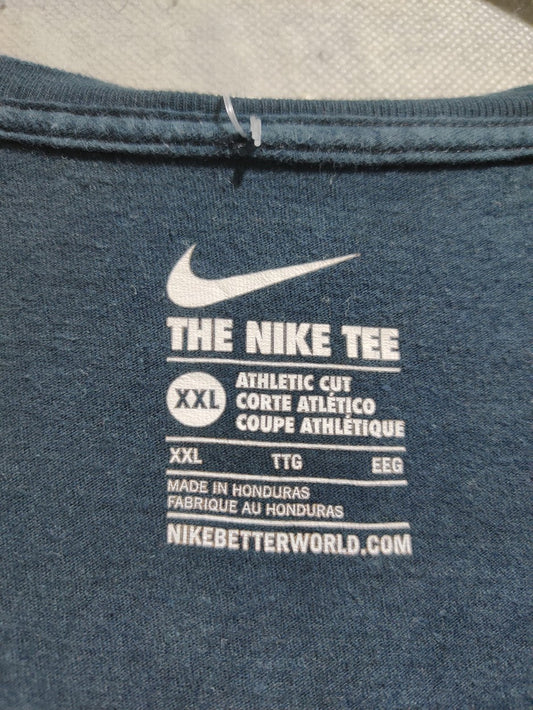 THE NIKE TEE
XXL
ATHLETIC CUT
CORTE ATLÉTICO
COUPE ATHLÉTIQUE
XXL TTG EEG
MADE IN HONDURAS
FABRIQUE AU HONDURAS
NIKEBETTERWORLD.COM